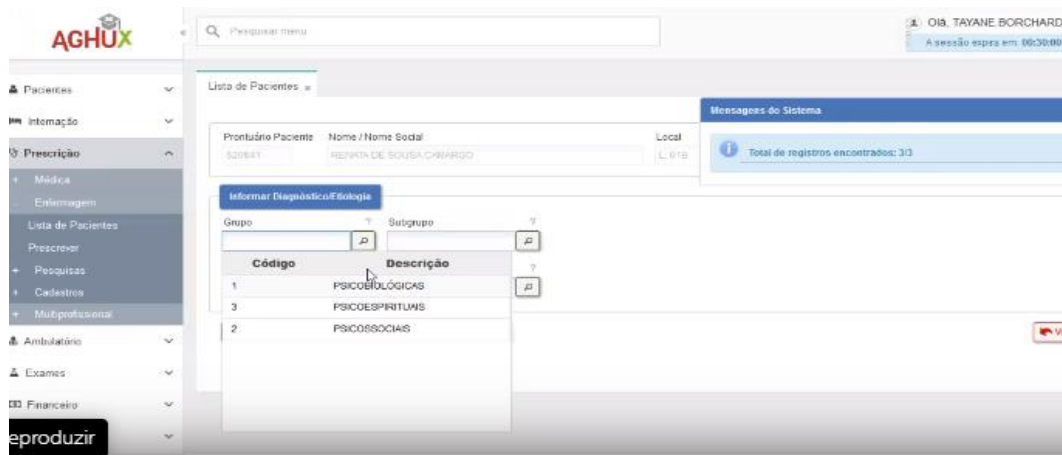 AGHUX
«
Pesquisar menu
Olá, TAYANE BORCHARD
A sessão expira em: 00:30:00
Pacientes
Internação
Prescrição
+ Médica
- Enfermagem
Lista de Pacientes
Prescrever
+ Pesquisas
+ Cadastros
+ Multiprofissional
Ambulatório
Exames
Financeiro
eproduzir
Lista de Pacientes
Mensagens do Sistema
Total de registros encontrados: 3/3
Prontuário Paciente Nome / Nome Social Local
RENATA DE SOUSA CAMARGO
Informar Diagnóstico/Etiologia
Grupo ? Subgrupo ?
?
Código Descrição
1 PSICOBIOLÓGICAS
3 PSICOESPIRITUAIS
2 PSICOSSOCIAIS